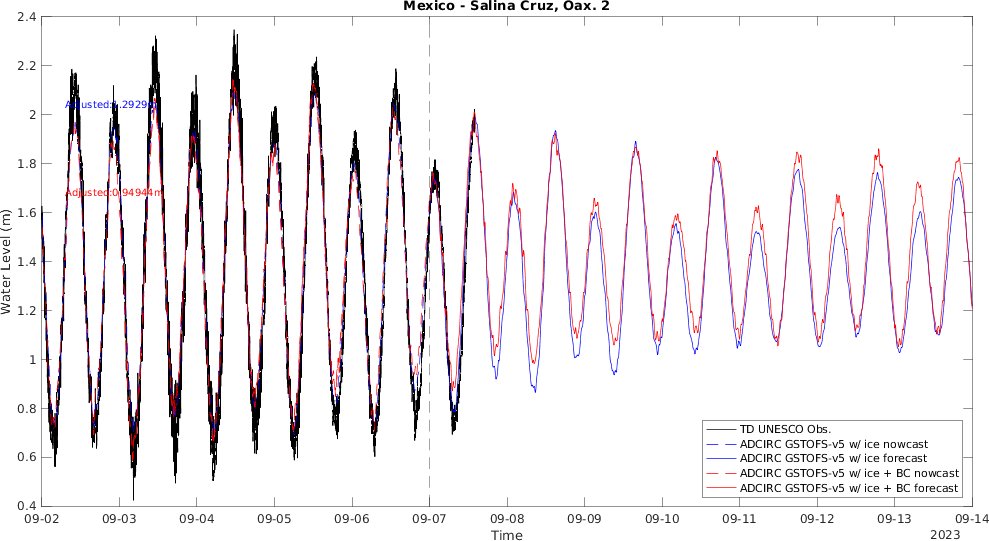 Mexico - Salina Cruz, Oax. 2
2.4
2.2
2
1.8
1.6
1.4
1.2
1
0.8
0.6
0.4
Water Level (m)
Adjusted:0.94944m
TD UNESCO Obs.
ADCIRC GSTOFS-v5 w/ ice nowcast
ADCIRC GSTOFS-v5 w/ ice forecast
ADCIRC GSTOFS-v5 w/ ice + BC nowcast
ADCIRC GSTOFS-v5 w/ ice + BC forecast
09-02 09-03 09-04 09-05 09-06 09-07 09-08 09-09 09-10 09-11 09-12 09-13 09-14
Time
2023